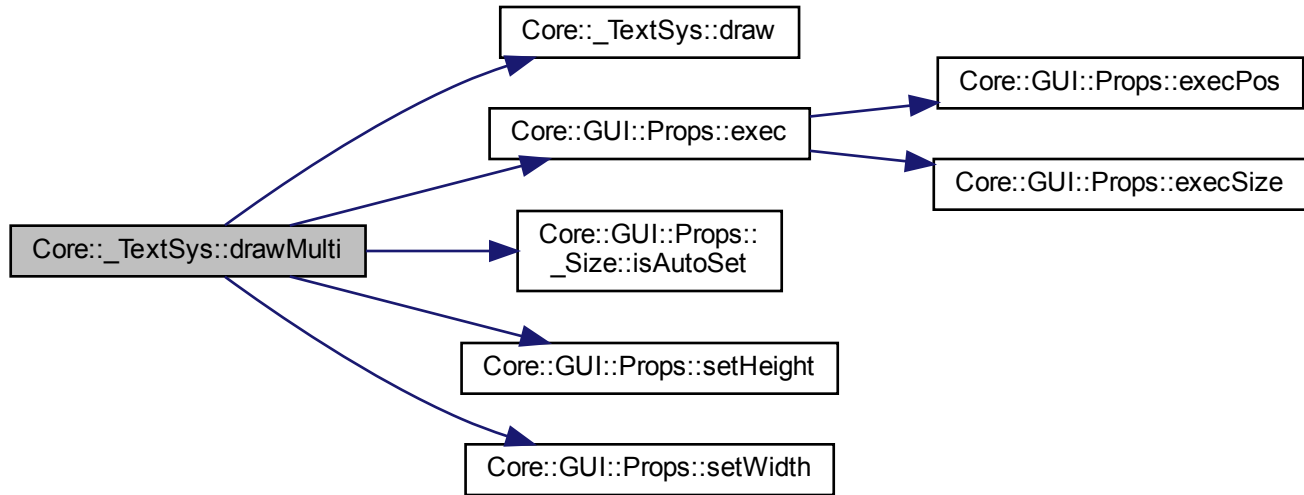 Core::_TextSys::draw
Core::GUI::Props::execPos
Core::GUI::Props::exec
Core::GUI::Props::execSize
Core::_TextSys::drawMulti
Core::GUI::Props::
_Size::isAutoSet
Core::GUI::Props::setHeight
Core::GUI::Props::setWidth